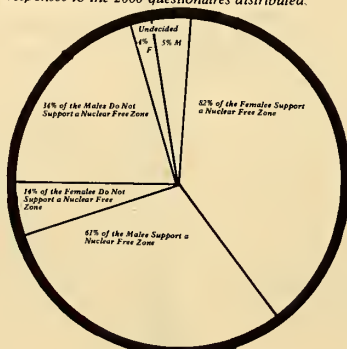 responses to the 2000 questionnaires distributed.
Undecided
4%
F
5% M
82% of the Females Support
a Nuclear Free Zone
34% of the Males Do Not
Support a Nuclear Free Zone
14% of the Females Do Not
Support a Nuclear Free
Zone
61% of the Males Support a
Nuclear Free Zone